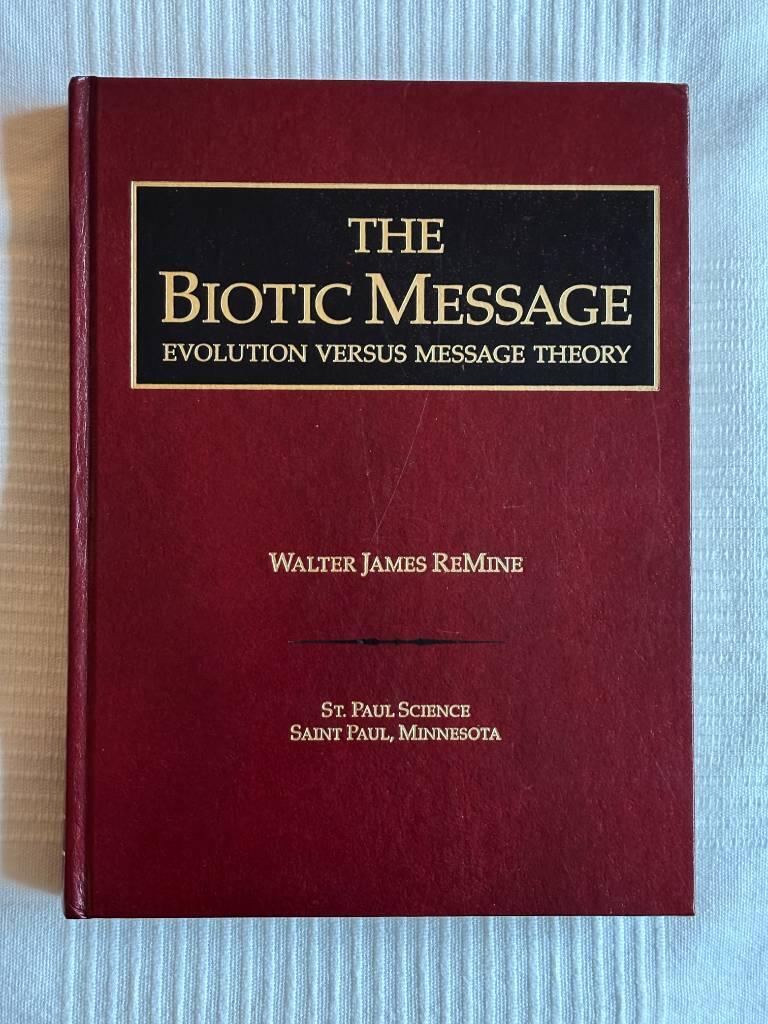 THE
BIOTIC MESSAGE
EVOLUTION VERSUS MESSAGE THEORY
WALTER JAMES REMINE
ST. PAUL SCIENCE
SAINT PAUL, MINNESOTA